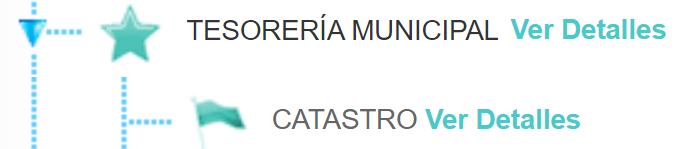 TESORERÍA MUNICIPAL Ver Detalles
CATASTRO Ver Detalles